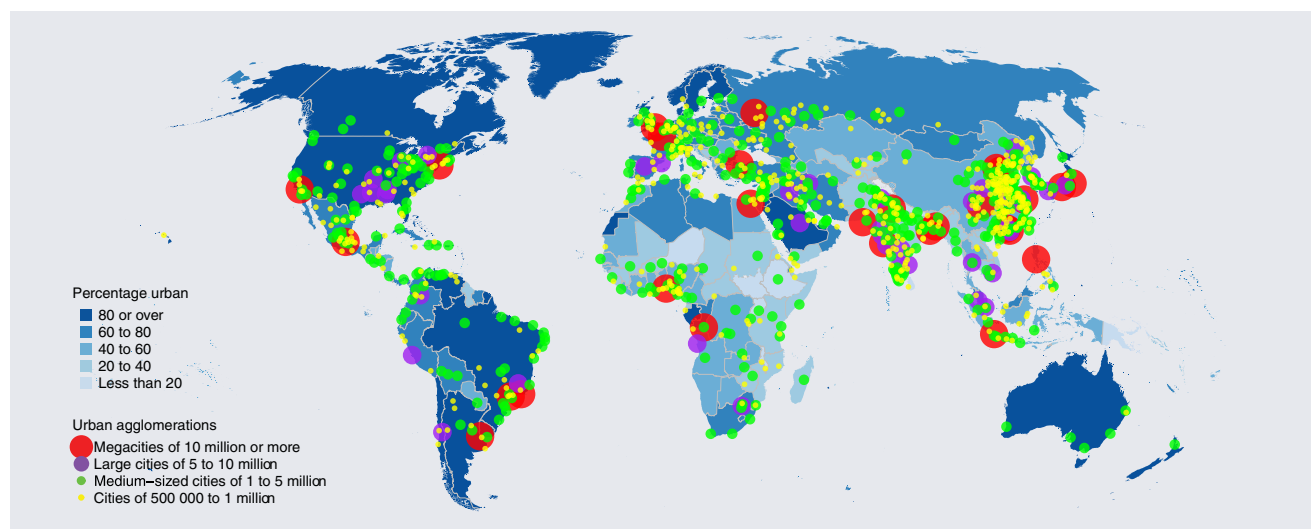 Percentage urban
80 or over
60 to 80
40 to 60
20 to 40
Less than 20
Urban agglomerations
Megacities of 10 million or more
Large cities of 5 to 10 million
Medium−sized cities of 1 to 5 million
Cities of 500 000 to 1 million